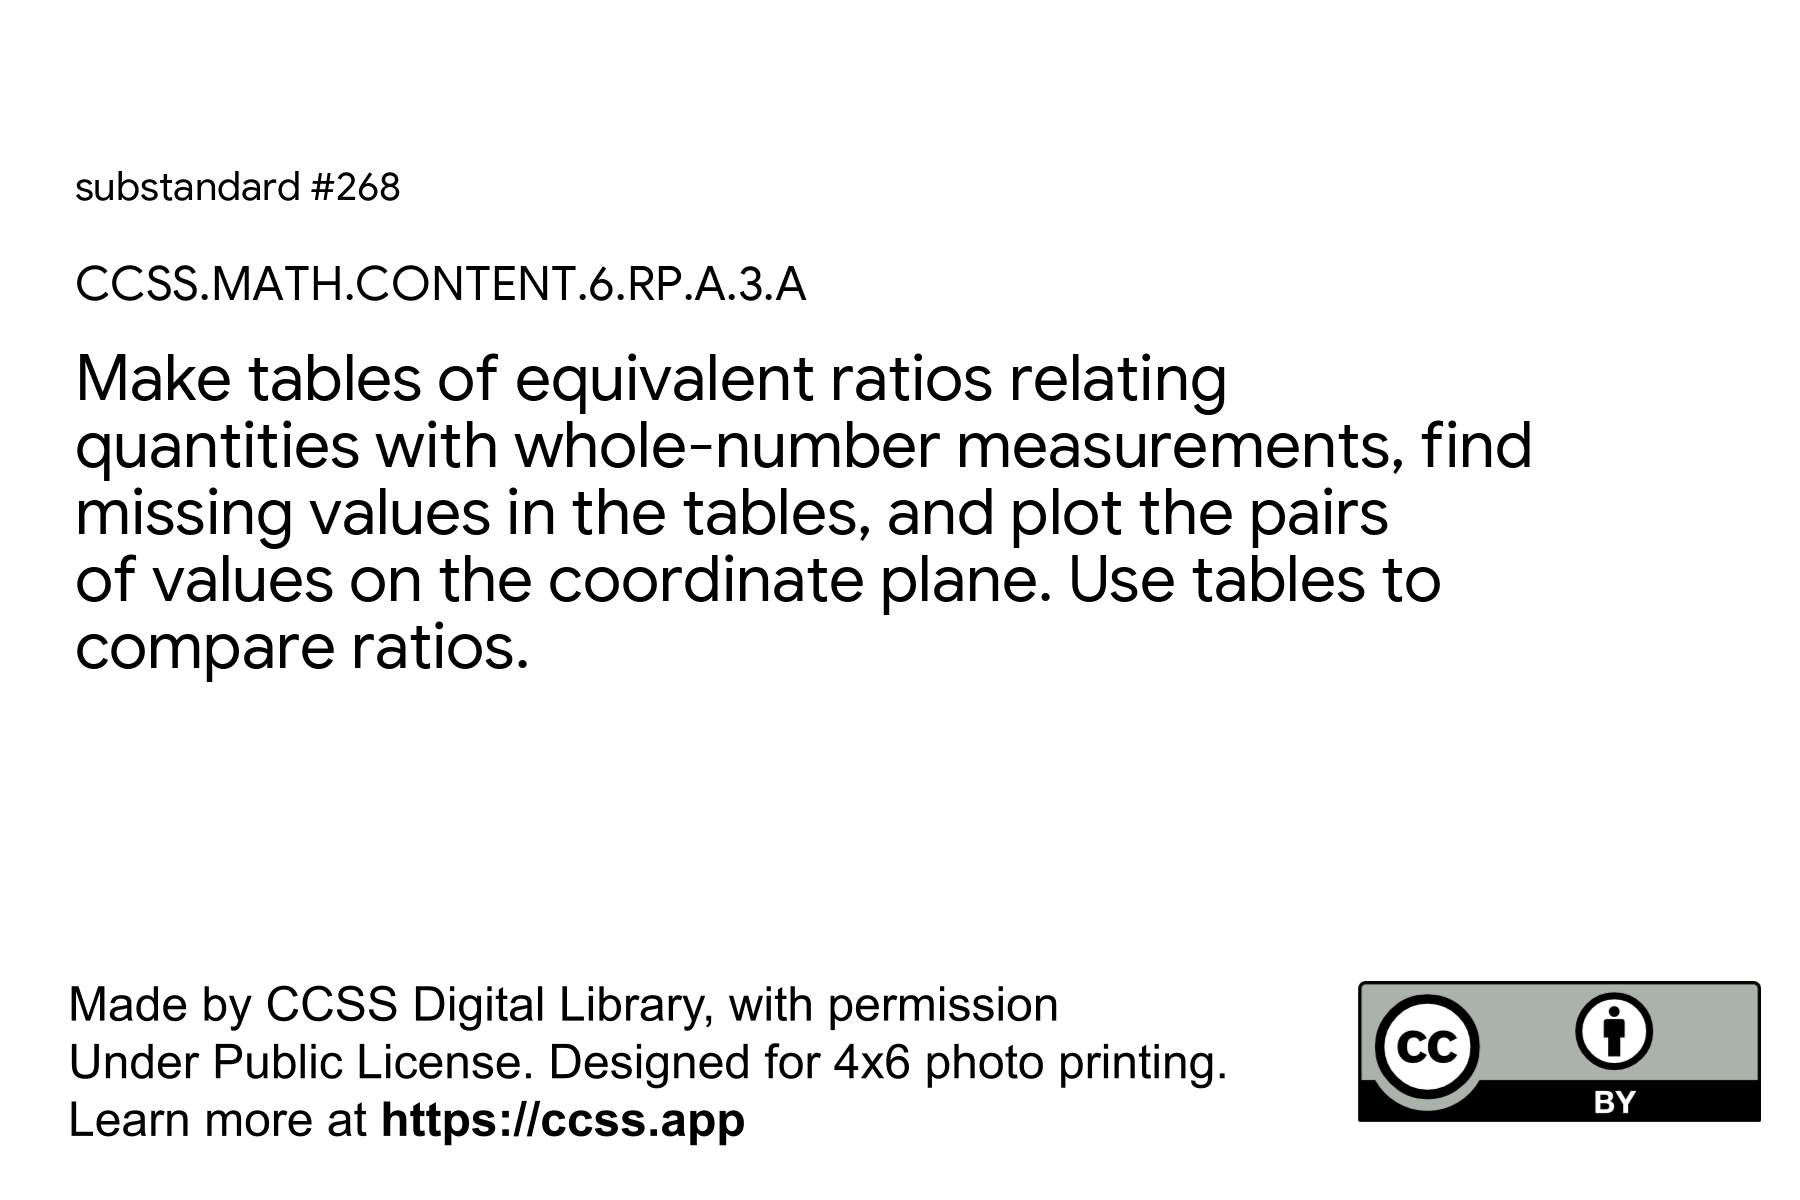 substandard #268
CCSS.MATH.CONTENT.6.RP.A.3.A
Make tables of equivalent ratios relating
quantities with whole-number measurements, find
missing values in the tables, and plot the pairs
of values on the coordinate plane. Use tables to
compare ratios.
Made by CCSS Digital Library, with permission
Under Public License. Designed for 4x6 photo printing.
Learn more at https://ccss.app
cc
BY